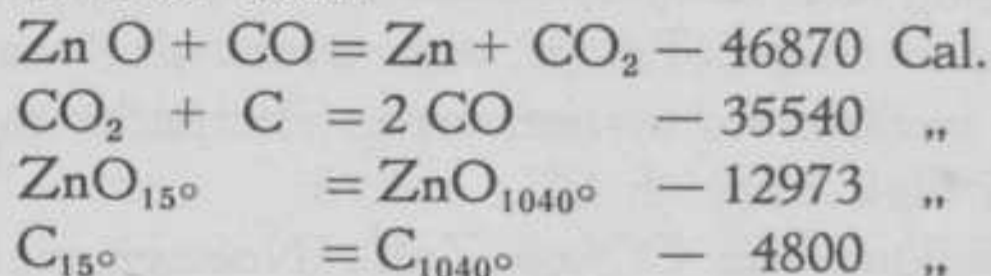 Zn O + CO = Zn + CO₂ — 46870 Cal.
CO₂ + C = 2 CO — 35540 „
ZnO₁₅° = ZnO₁₀₄₀° — 12973 „
C₁₅° = C₁₀₄₀° — 4800 „